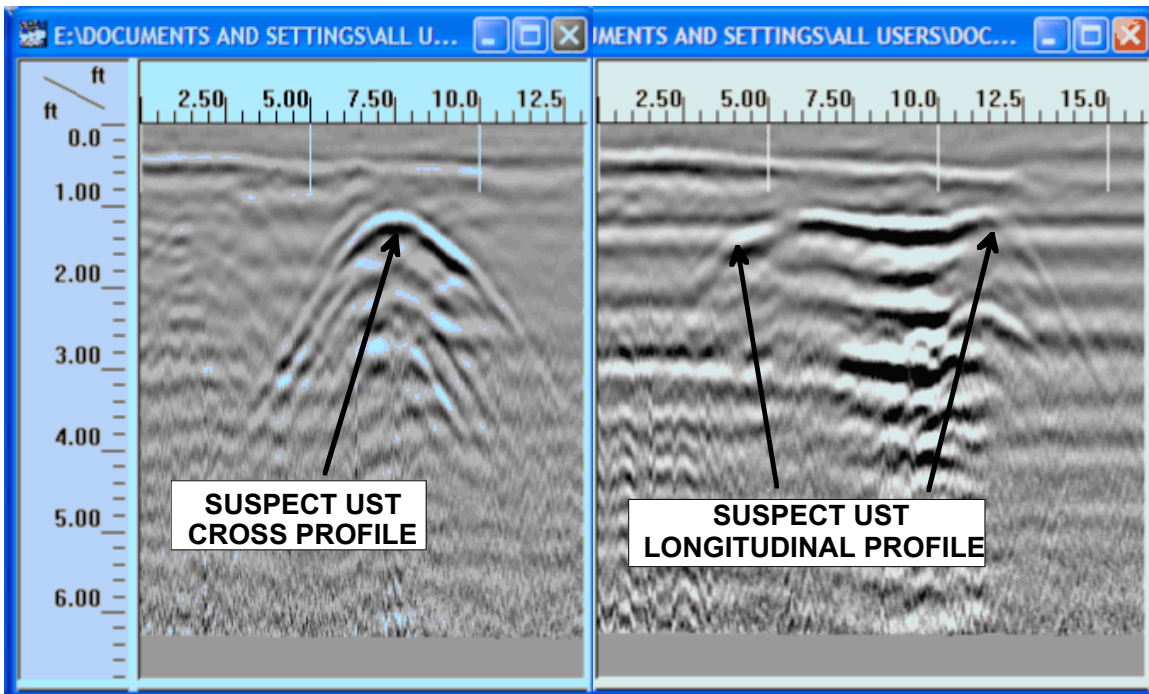 E:\DOCUMENTS AND SETTINGS\ALL U...
ft
ft
2.50 5.00 7.50 10.0 12.5
0.0
1.00
2.00
3.00
4.00
5.00
6.00
SUSPECT UST
CROSS PROFILE
UMENTS AND SETTINGS\ALL USERS\DOC...
2.50 5.00 7.50 10.0 12.5 15.0
SUSPECT UST
LONGITUDINAL PROFILE